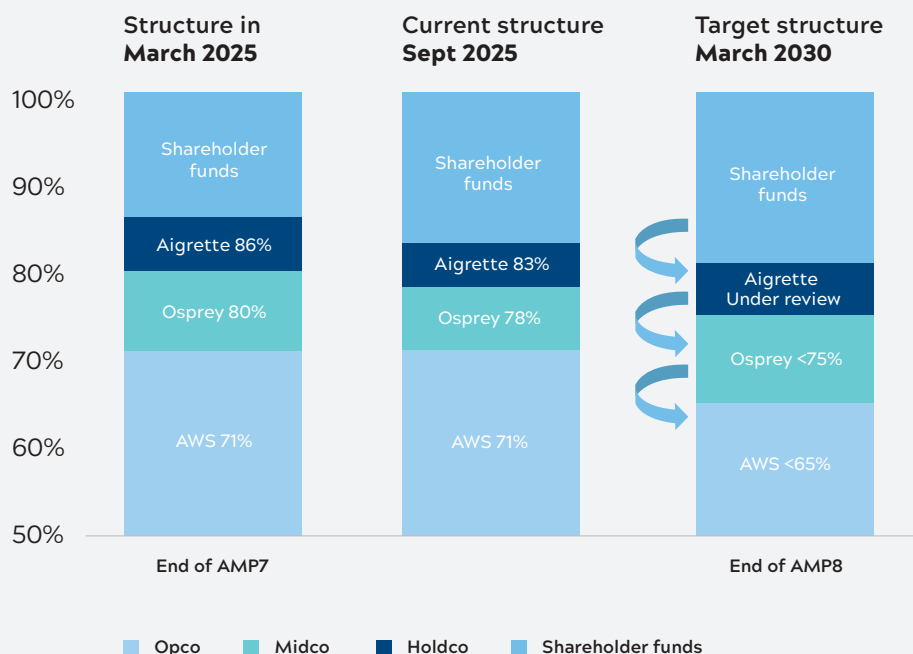 Structure in
March 2025
Current structure
Sept 2025
Target structure
March 2030
100%
90%
80%
70%
60%
50%
Shareholder
funds
Aigrette 86%
Osprey 80%
AWS 71%
Shareholder
funds
Aigrette 83%
Osprey 78%
AWS 71%
Shareholder
funds
Aigrette
Under review
Osprey <75%
AWS <65%
End of AMP7
End of AMP8
Opco
Midco
Holdco
Shareholder funds